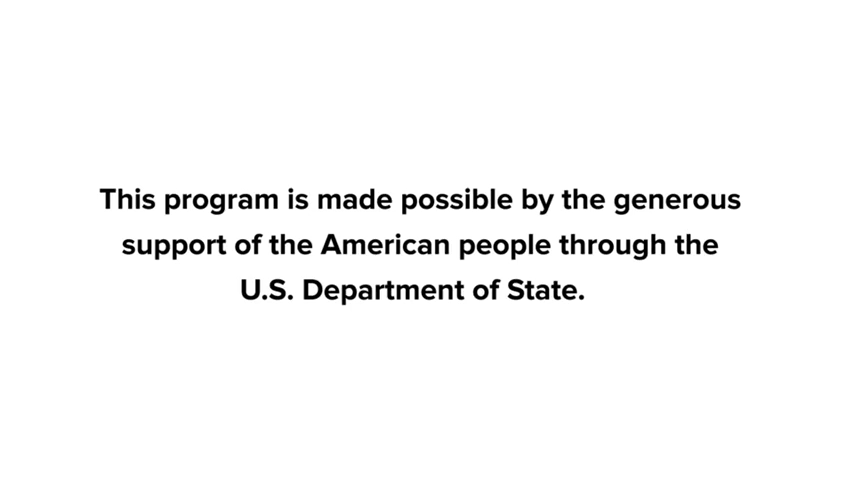 This program is made possible by the generous
support of the American people through the
U.S. Department of State.